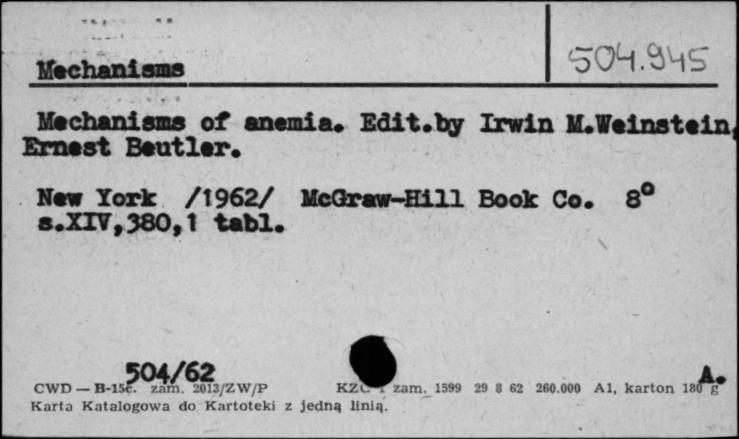 504.945
Mechanisms
Mechanisms of anemia. Edit.by Irwin M.Weinstein,
Ernest Beutler.
New York /1962/ McGraw-Hill Book Co. 8°
s.XIV,380,1 tabl.
504/62 A.
CWD — B-15c. zam. 2013/ZW/P KZG 1 zam. 1599 29 8 62 260.000 A1, karton 180 g
Karta Katalogowa do Kartoteki z jedną linią.